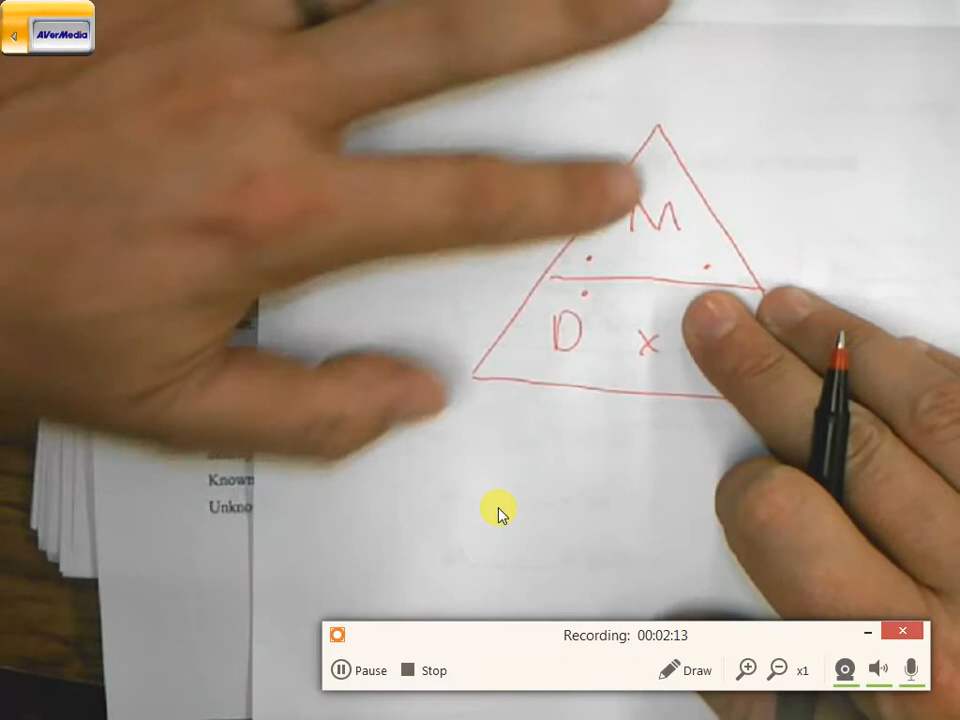 AVerMedia
M
D x
Known
Unkno
Recording: 00:02:13
Pause Stop Draw x1